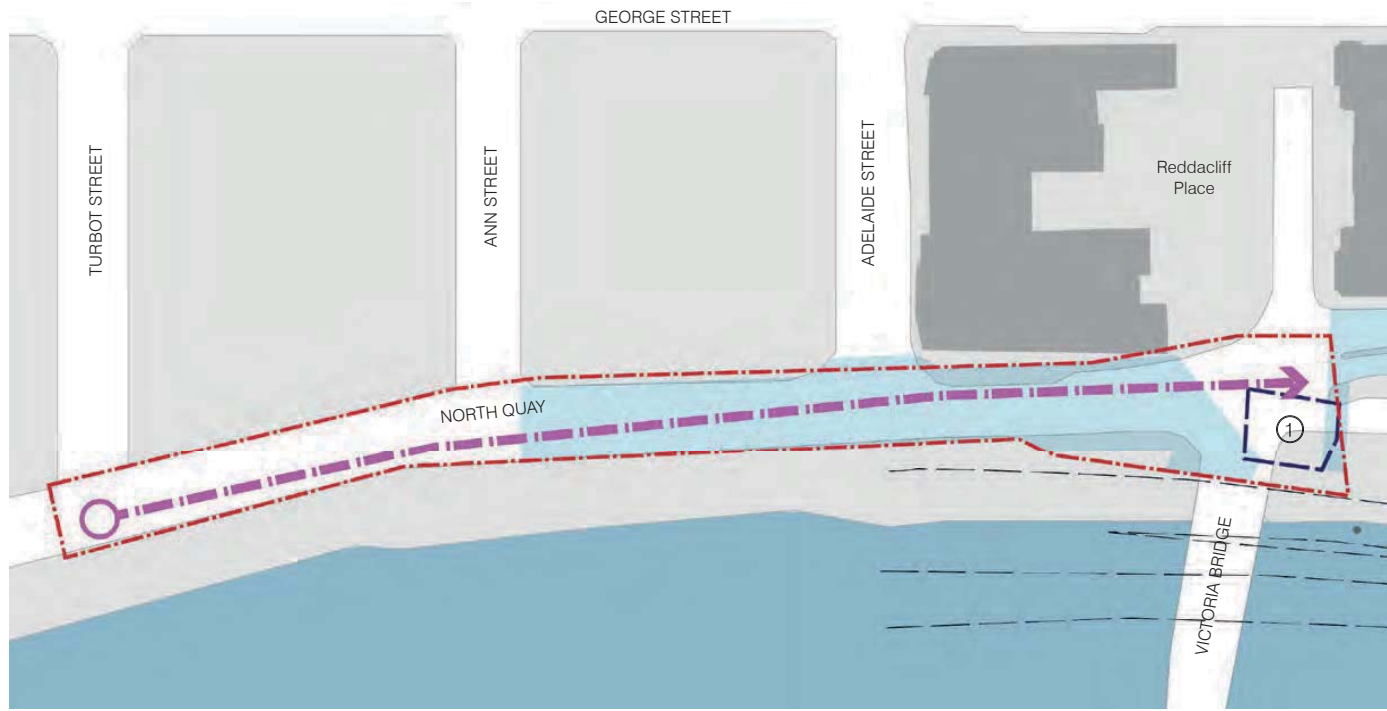 GEORGE STREET
TURBOT STREET
ANN STREET
ADELAIDE STREET
Reddacliff
Place
NORTH QUAY
1
VICTORIA BRIDGE